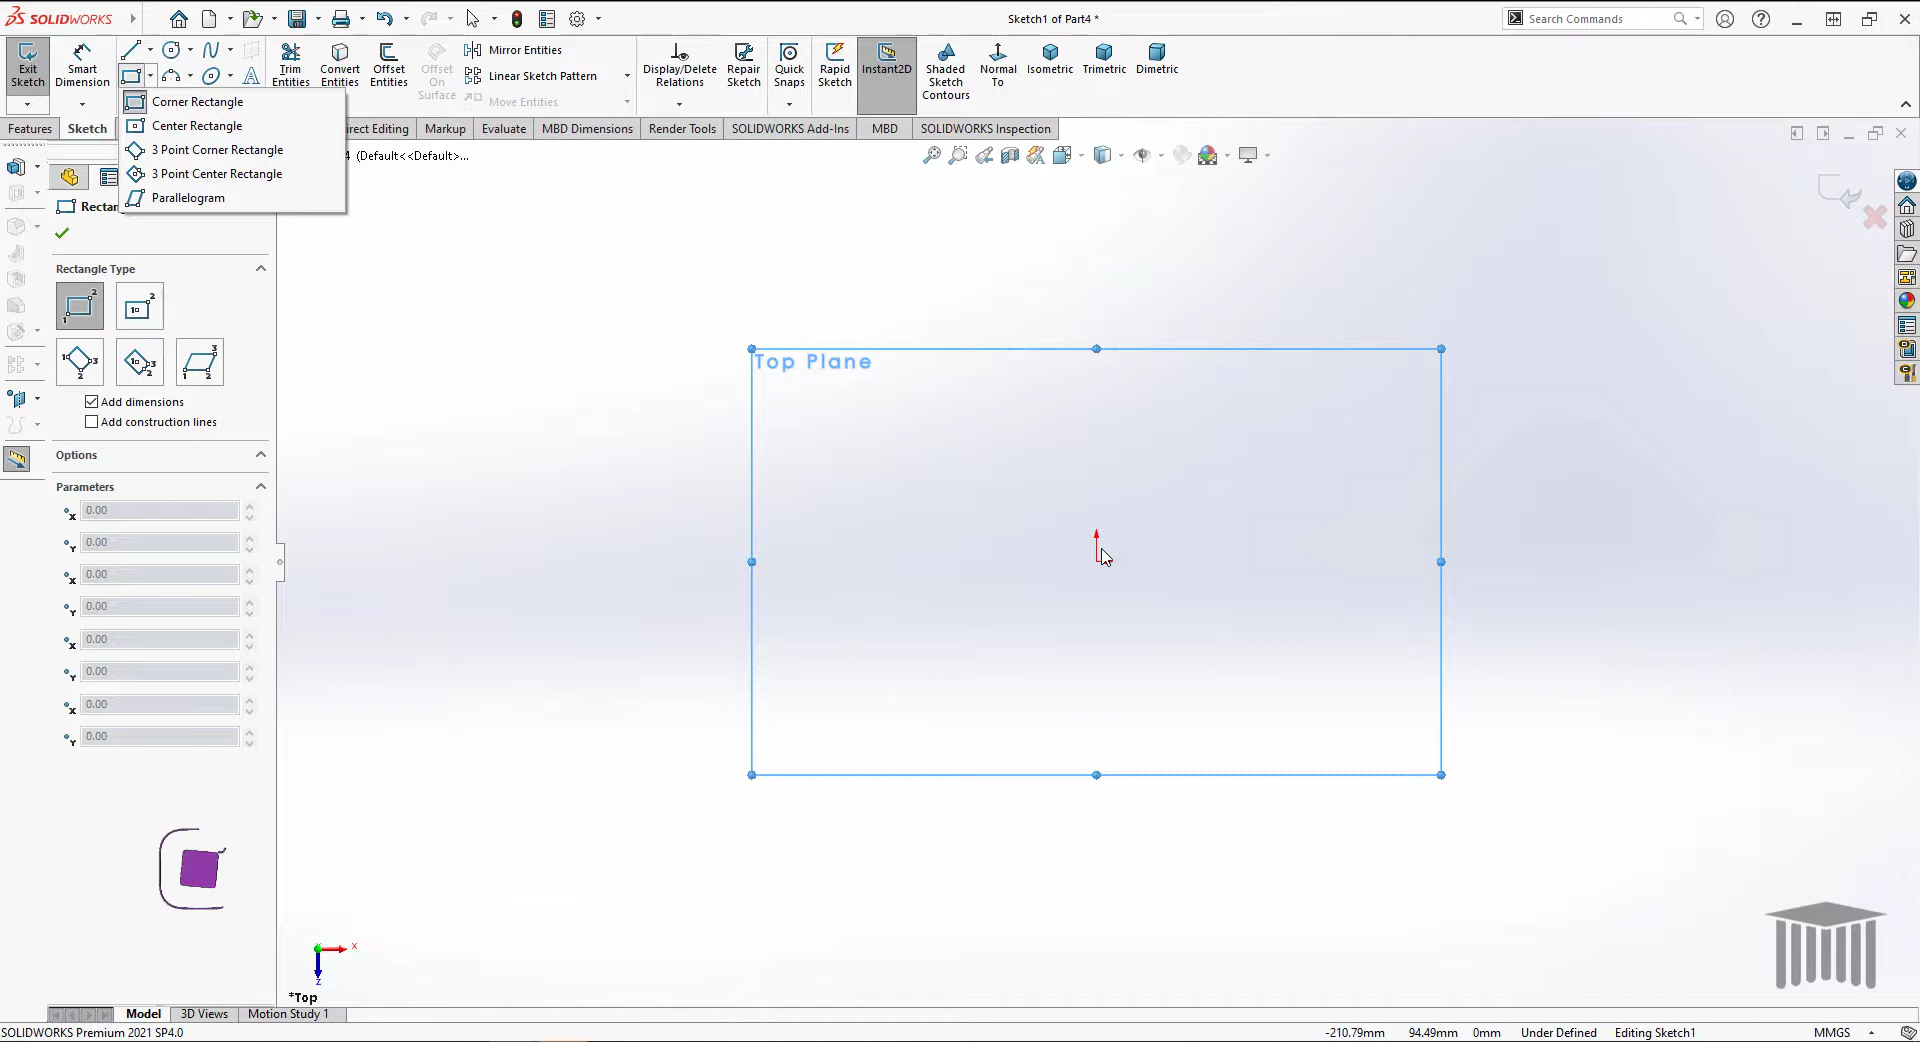 SOLIDWORKS
Sketch1 of Part4 *
Search Commands
Exit Sketch
Smart Dimension
Trim Entities
Convert Entities
Offset Entities
Offset On Surface
Mirror Entities
Linear Sketch Pattern
Move Entities
Display/Delete Relations
Repair Sketch
Quick Snaps
Rapid Sketch
Instant2D
Shaded Sketch Contours
Normal To
Isometric
Trimetric
Dimetric
Corner Rectangle
Center Rectangle
3 Point Corner Rectangle
3 Point Center Rectangle
Parallelogram
Features
Sketch
irect Editing
Markup
Evaluate
MBD Dimensions
Render Tools
SOLIDWORKS Add-Ins
MBD
SOLIDWORKS Inspection
4 (Default<<Default>...
Rectan
Rectangle Type
Add dimensions
Add construction lines
Options
Parameters
x 0.00
Y 0.00
x 0.00
Y 0.00
x 0.00
Y 0.00
x 0.00
Y 0.00
Top Plane
x
Y
z
*Top
Model
3D Views
Motion Study 1
SOLIDWORKS Premium 2021 SP4.0
-210.79mm 94.49mm 0mm Under Defined Editing Sketch1 MMGS